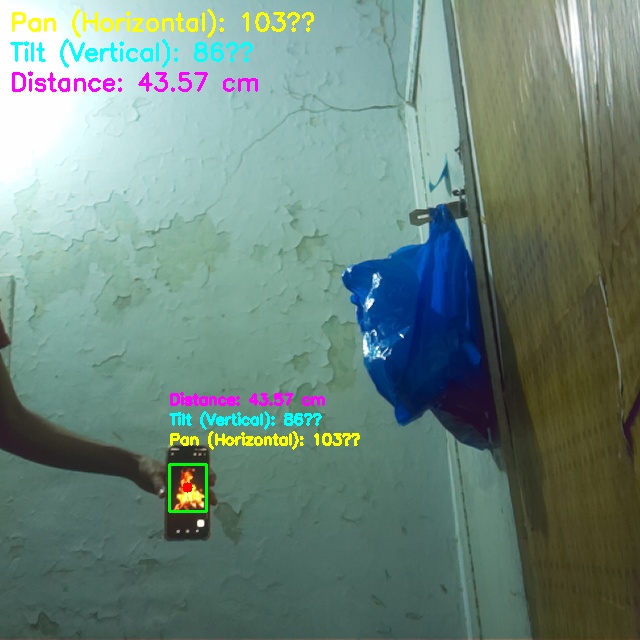 Pan (Horizontal): 103??
Tilt (Vertical): 86??
Distance: 43.57 cm
Distance: 43.57 cm
Tilt (Vertical): 86??
Pan (Horizontal): 103??